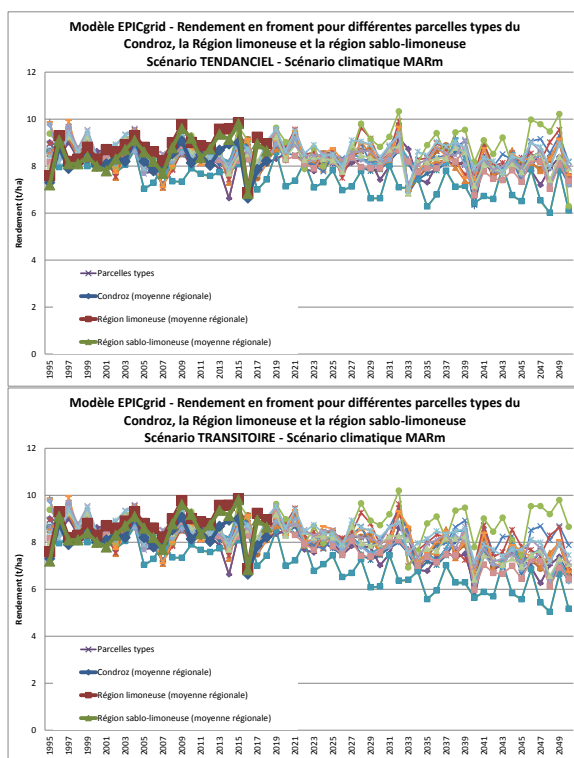 Modèle EPICgrid - Rendement en froment pour différentes parcelles types du
Condroz, la Région limoneuse et la région sablo-limoneuse
Scénario TENDANCIEL - Scénario climatique MARm
12
10
8
6
4
2
0
Rendement (t/ha)
Parcelles types
Condroz (moyenne régionale)
Région limoneuse (moyenne régionale)
Région sablo-limoneuse (moyenne régionale)
1995 1997 1999 2001 2003 2005 2007 2009 2011 2013 2015 2017 2019 2021 2023 2025 2027 2029 2031 2033 2035 2037 2039 2041 2043 2045 2047 2049
Modèle EPICgrid - Rendement en froment pour différentes parcelles types du
Condroz, la Région limoneuse et la région sablo-limoneuse
Scénario TRANSITOIRE - Scénario climatique MARm
12
10
8
6
4
2
0
Rendement (t/ha)
Parcelles types
Condroz (moyenne régionale)
Région limoneuse (moyenne régionale)
Région sablo-limoneuse (moyenne régionale)
1995 1997 1999 2001 2003 2005 2007 2009 2011 2013 2015 2017 2019 2021 2023 2025 2027 2029 2031 2033 2035 2037 2039 2041 2043 2045 2047 2049